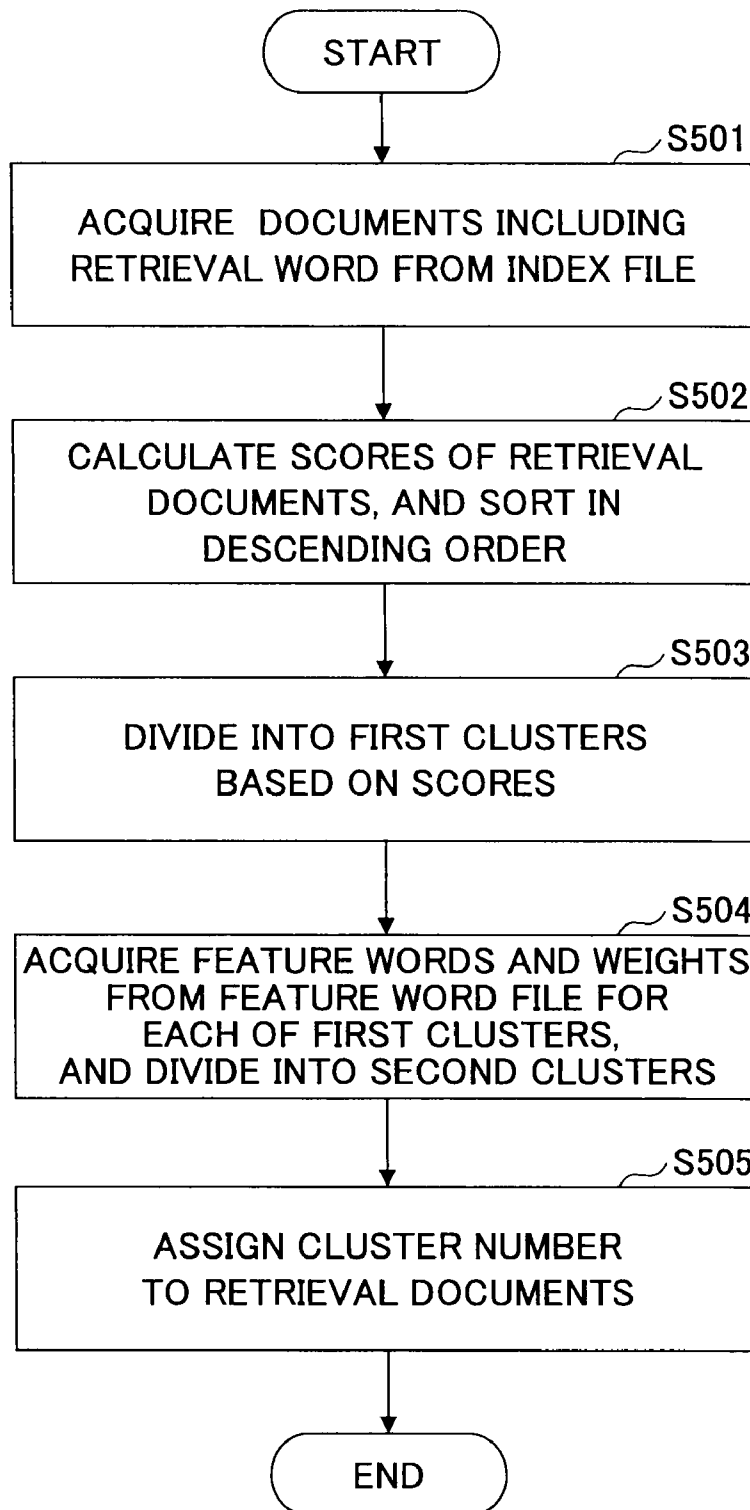 START
S501
ACQUIRE DOCUMENTS INCLUDING
RETRIEVAL WORD FROM INDEX FILE
S502
CALCULATE SCORES OF RETRIEVAL
DOCUMENTS, AND SORT IN
DESCENDING ORDER
S503
DIVIDE INTO FIRST CLUSTERS
BASED ON SCORES
S504
ACQUIRE FEATURE WORDS AND WEIGHTS
FROM FEATURE WORD FILE FOR
EACH OF FIRST CLUSTERS,
AND DIVIDE INTO SECOND CLUSTERS
S505
ASSIGN CLUSTER NUMBER
TO RETRIEVAL DOCUMENTS
END